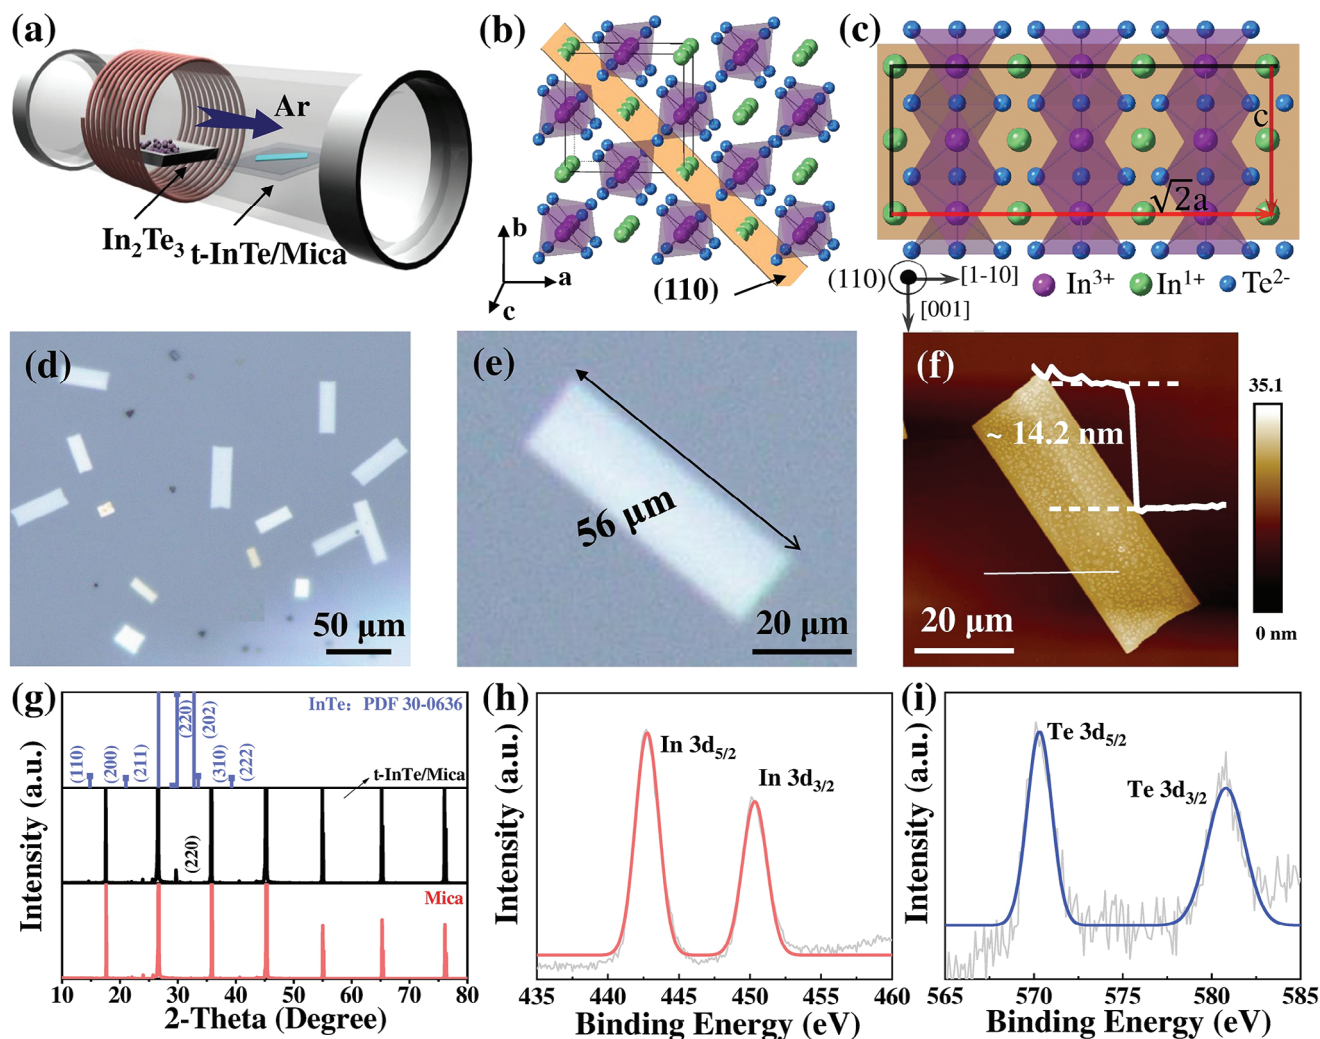 (a)
Ar
In2Te3
t-InTe/Mica
(b)
b
a
c
(110)
(c)
c
√2a
(110)
[1-10]
[001]
In3+
In1+
Te2-
(d)
50 μm
(e)
56 μm
20 μm
(f)
~ 14.2 nm
20 μm
35.1
0 nm
(g)
InTe: PDF 30-0636
(110)
(200)
(211)
(220)
(202)
(310)
(222)
t-InTe/Mica
(220)
Mica
Intensity (a.u.)
10 20 30 40 50 60 70 80
2-Theta (Degree)
(h)
In 3d5/2
In 3d3/2
Intensity (a.u.)
435 440 445 450 455 460
Binding Energy (eV)
(i)
Te 3d5/2
Te 3d3/2
Intensity (a.u.)
565 570 575 580 585
Binding Energy (eV)